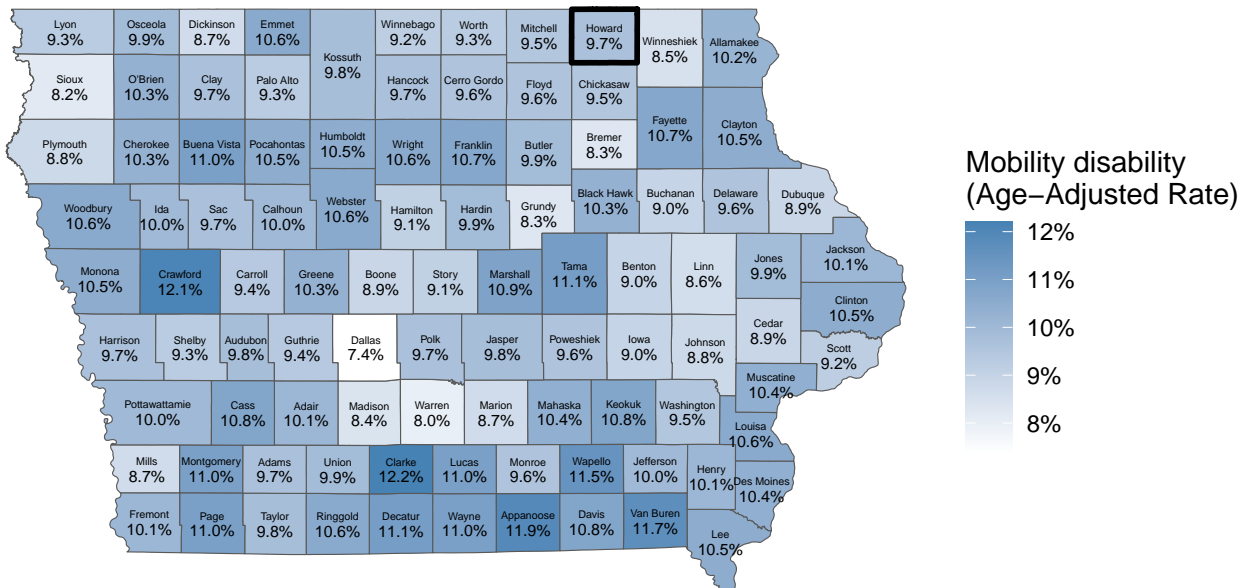 Lyon
9.3%
Osceola
9.9%
Dickinson
8.7%
Emmet
10.6%
Kossuth
9.8%
Winnebago
9.2%
Worth
9.3%
Mitchell
9.5%
Howard
9.7%
Winneshiek
8.5%
Allamakee
10.2%
Sioux
8.2%
O'Brien
10.3%
Clay
9.7%
Palo Alto
9.3%
Hancock
9.7%
Cerro Gordo
9.6%
Floyd
9.6%
Chickasaw
9.5%
Fayette
10.7%
Clayton
10.5%
Plymouth
8.8%
Cherokee
10.3%
Buena Vista
11.0%
Pocahontas
10.5%
Humboldt
10.5%
Wright
10.6%
Franklin
10.7%
Butler
9.9%
Bremer
8.3%
Woodbury
10.6%
Ida
10.0%
Sac
9.7%
Calhoun
10.0%
Webster
10.6%
Hamilton
9.1%
Hardin
9.9%
Grundy
8.3%
Black Hawk
10.3%
Buchanan
9.0%
Delaware
9.6%
Dubuque
8.9%
Monona
10.5%
Crawford
12.1%
Carroll
9.4%
Greene
10.3%
Boone
8.9%
Story
9.1%
Marshall
10.9%
Tama
11.1%
Benton
9.0%
Linn
8.6%
Jones
9.9%
Jackson
10.1%
Clinton
10.5%
Harrison
9.7%
Shelby
9.3%
Audubon
9.8%
Guthrie
9.4%
Dallas
7.4%
Polk
9.7%
Jasper
9.8%
Poweshiek
9.6%
Iowa
9.0%
Johnson
8.8%
Cedar
8.9%
Scott
9.2%
Muscatine
10.4%
Pottawattamie
10.0%
Cass
10.8%
Adair
10.1%
Madison
8.4%
Warren
8.0%
Marion
8.7%
Mahaska
10.4%
Keokuk
10.8%
Washington
9.5%
Louisa
10.6%
Mills
8.7%
Montgomery
11.0%
Adams
9.7%
Union
9.9%
Clarke
12.2%
Lucas
11.0%
Monroe
9.6%
Wapello
11.5%
Jefferson
10.0%
Henry
10.1%
Des Moines
10.4%
Fremont
10.1%
Page
11.0%
Taylor
9.8%
Ringgold
10.6%
Decatur
11.1%
Wayne
11.0%
Appanoose
11.9%
Davis
10.8%
Van Buren
11.7%
Lee
10.5%
Mobility disability
(Age−Adjusted Rate)
12%
11%
10%
9%
8%